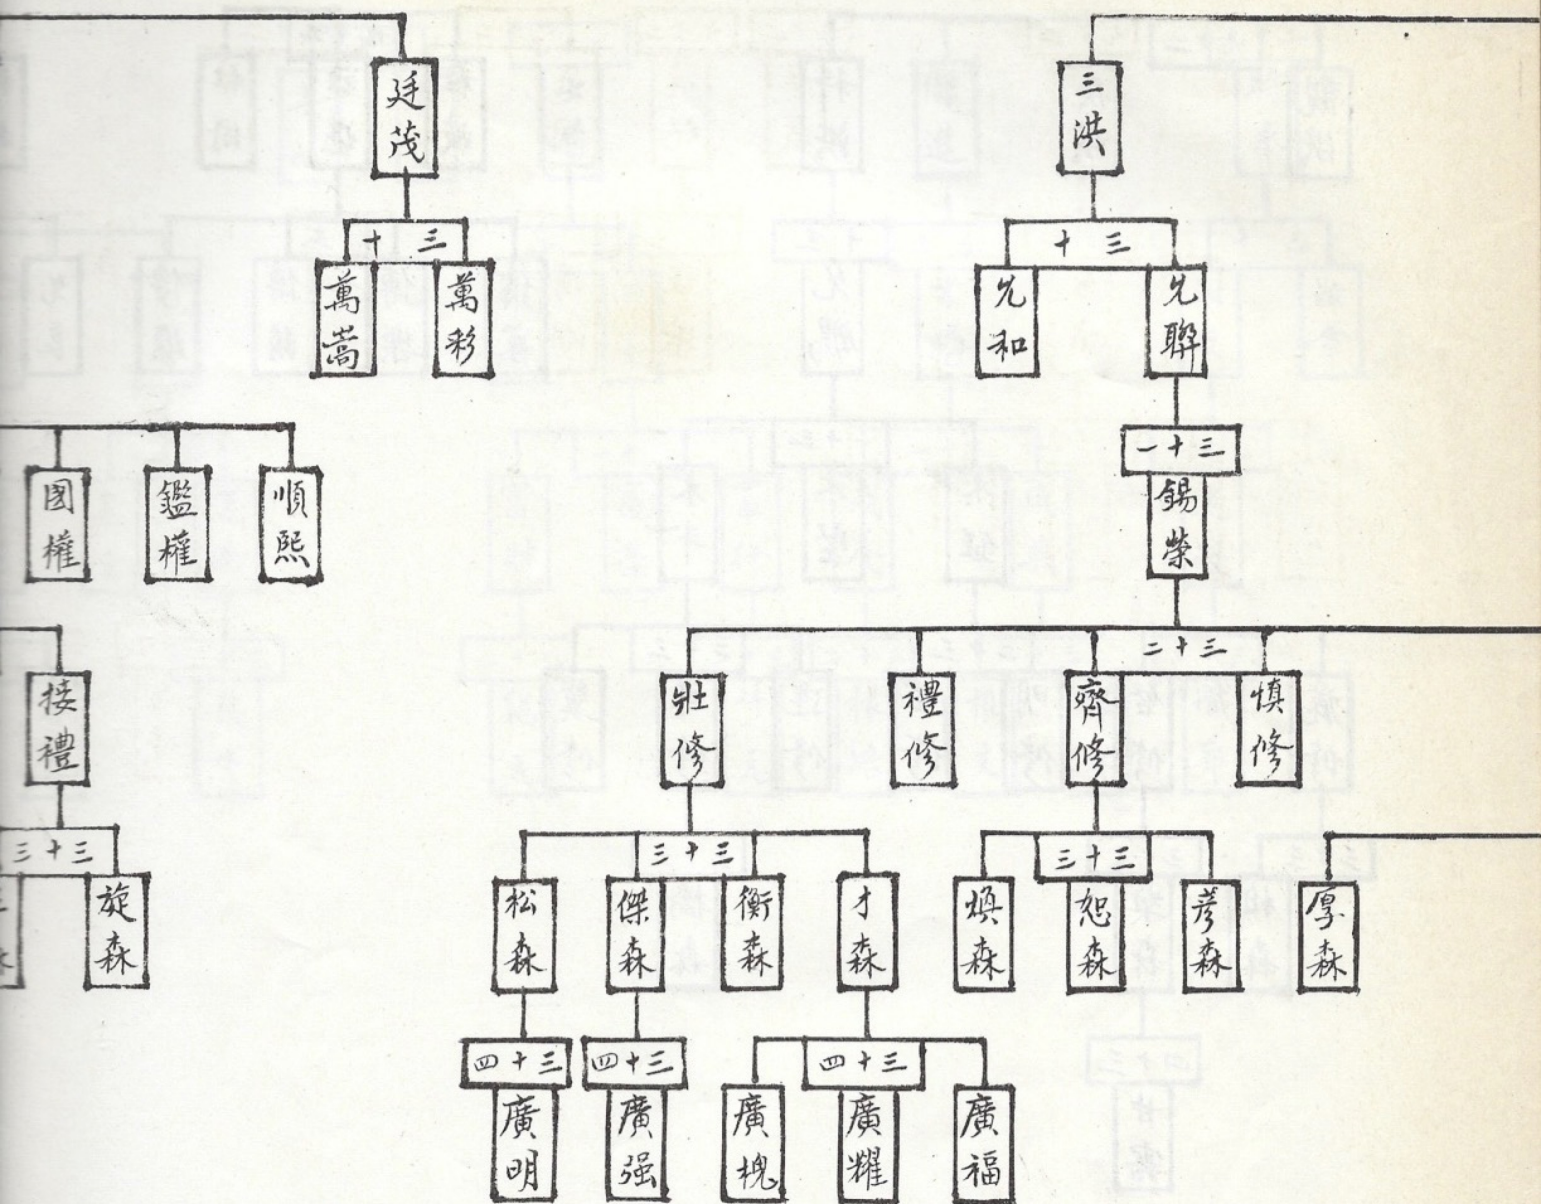 三洪
廷茂
三十
三十
允聯
允和
萬彩
萬嵩
三十一
錫榮
順熙
鑑權
國權
三十二
慎修
齊修
禮修
壯修
接禮
三十三
三十三
三十三
厚森
彦森
恕森
煥森
才森
衡森
傑森
松森
旋森
三十四
三十四
三十四
廣福
廣耀
廣槐
廣强
廣明